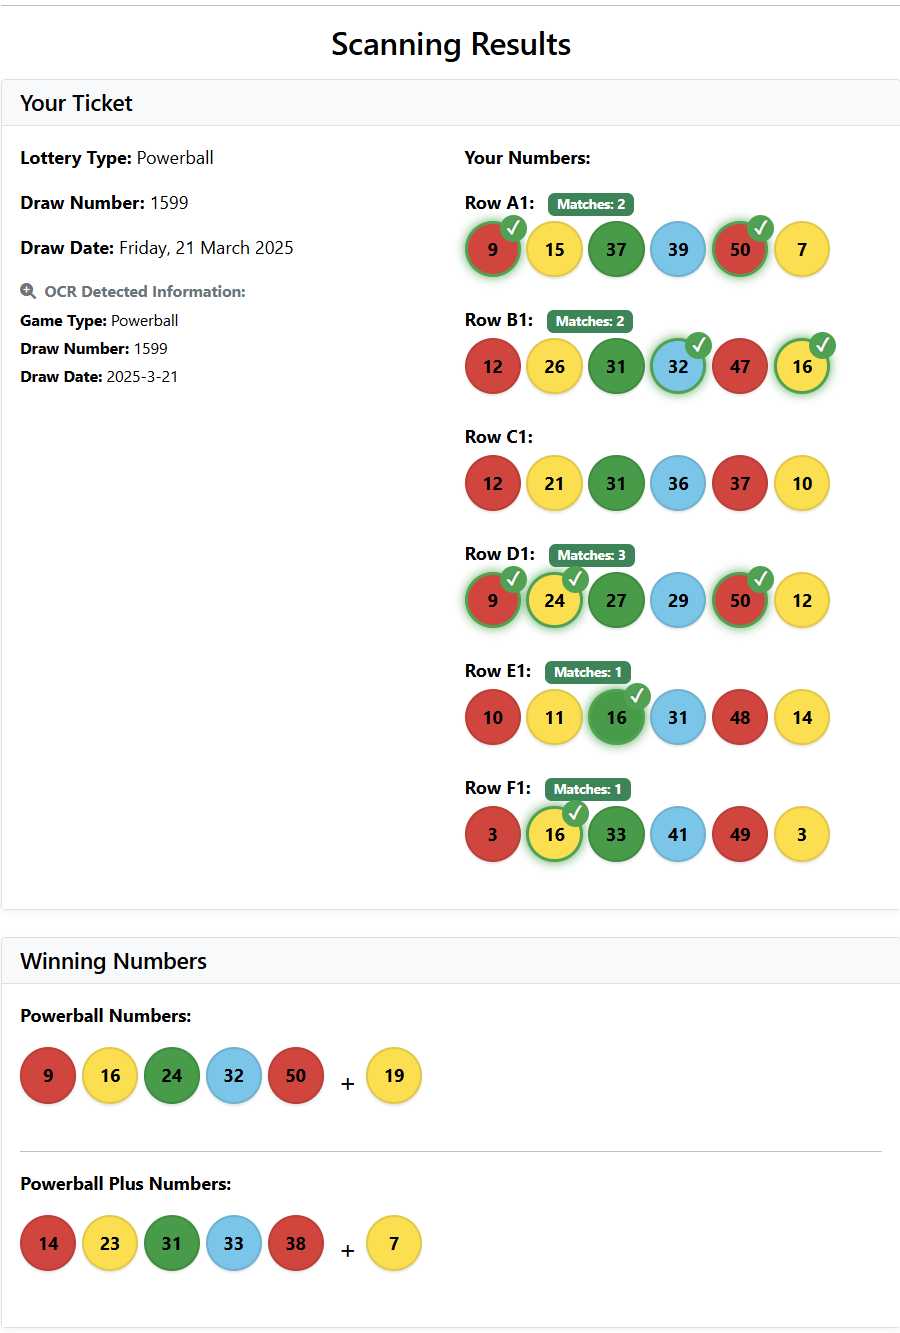 Scanning Results
Your Ticket
Lottery Type: Powerball
Draw Number: 1599
Draw Date: Friday, 21 March 2025
OCR Detected Information:
Game Type: Powerball
Draw Number: 1599
Draw Date: 2025-3-21
Your Numbers:
Row A1: Matches: 2
9 15 37 39 50 7
Row B1: Matches: 2
12 26 31 32 47 16
Row C1:
12 21 31 36 37 10
Row D1: Matches: 3
9 24 27 29 50 12
Row E1: Matches: 1
10 11 16 31 48 14
Row F1: Matches: 1
3 16 33 41 49 3
Winning Numbers
Powerball Numbers:
9 16 24 32 50 + 19
Powerball Plus Numbers:
14 23 31 33 38 + 7